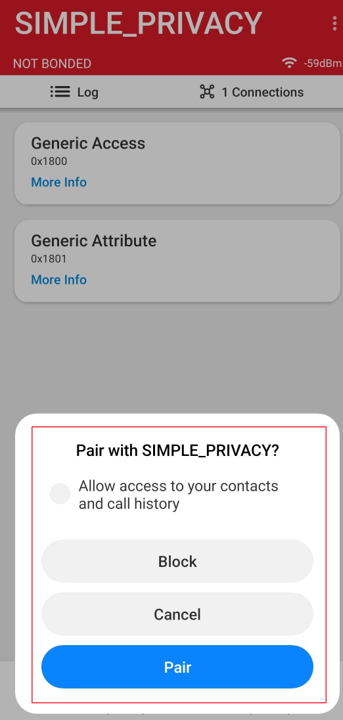 SIMPLE_PRIVACY
NOT BONDED
-59dBm
Log
1 Connections
Generic Access
0x1800
More Info
Generic Attribute
0x1801
More Info
Pair with SIMPLE_PRIVACY?
Allow access to your contacts
and call history
Block
Cancel
Pair